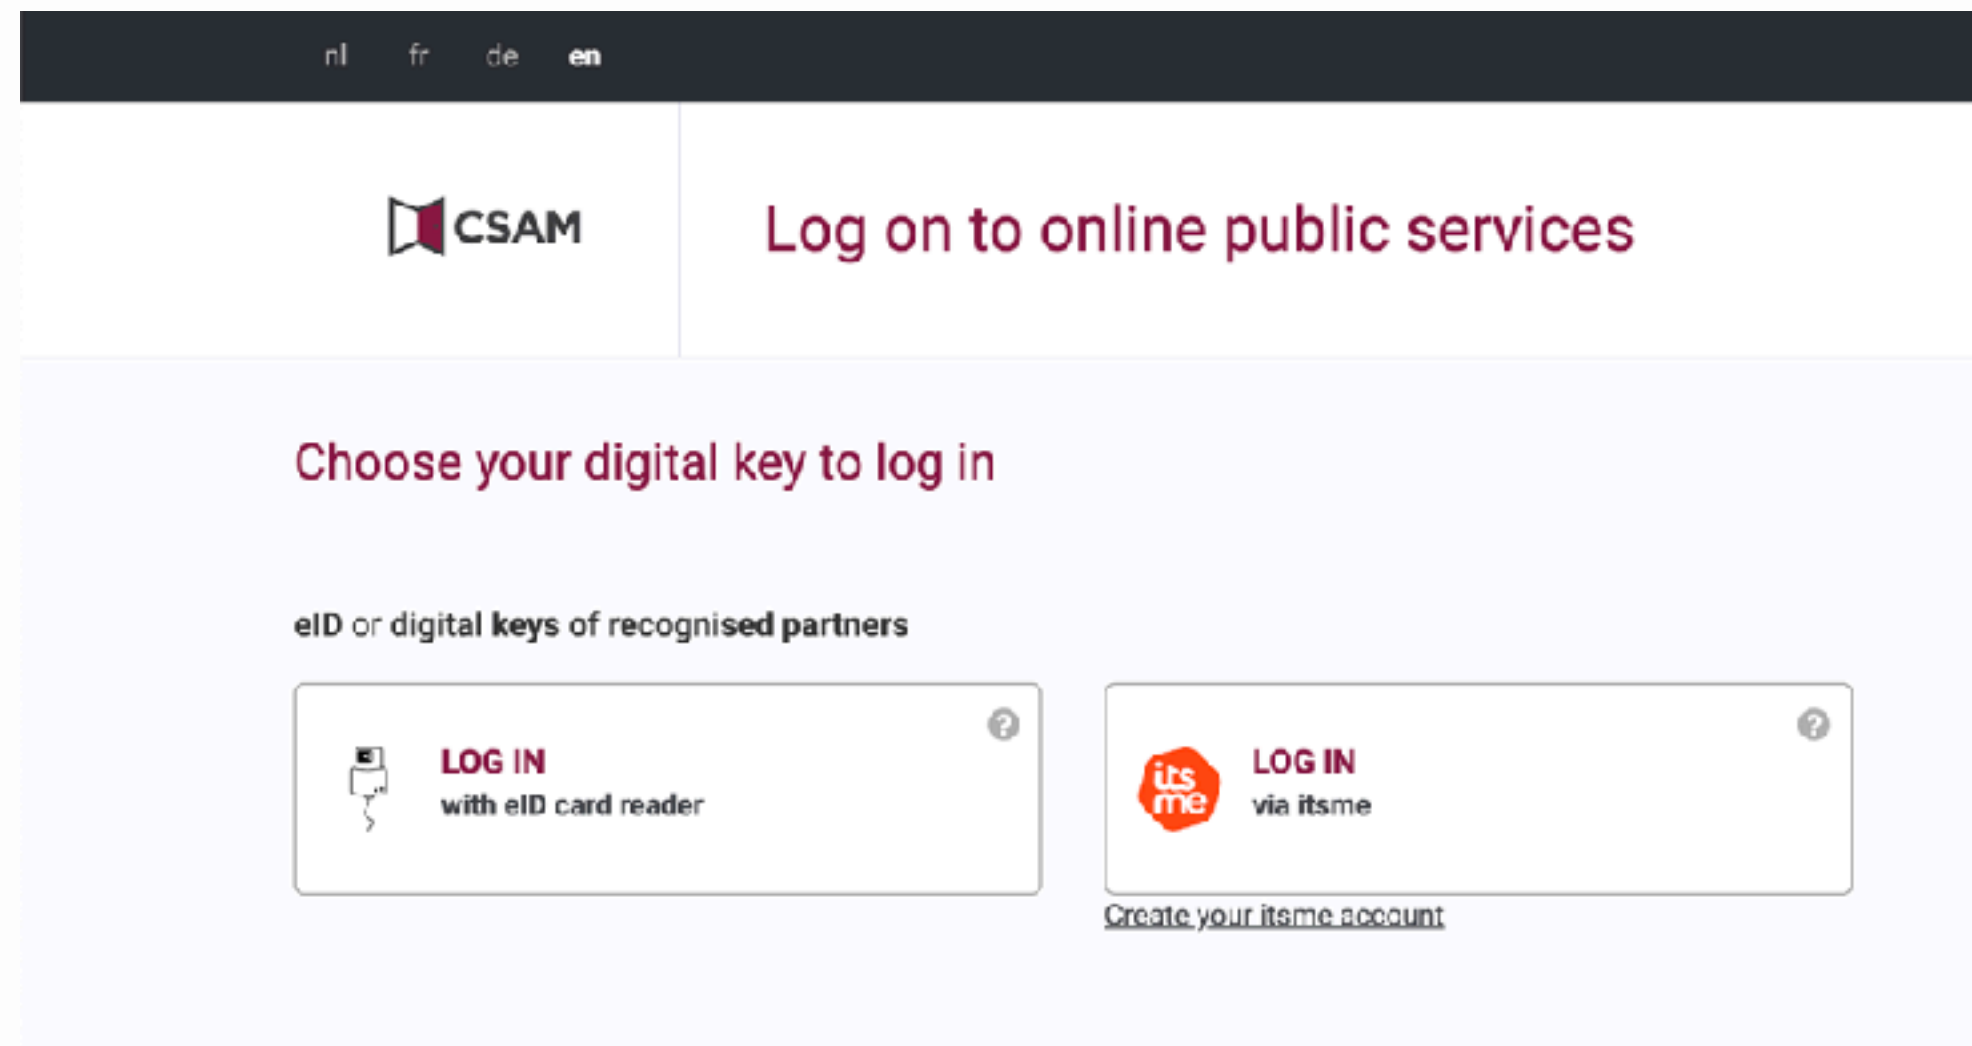 nl fr de en
CSAM
Log on to online public services
Choose your digital key to log in
eID or digital keys of recognised partners
?
LOG IN
with eID card reader
?
its
me
LOG IN
via itsme
Create your itsme account